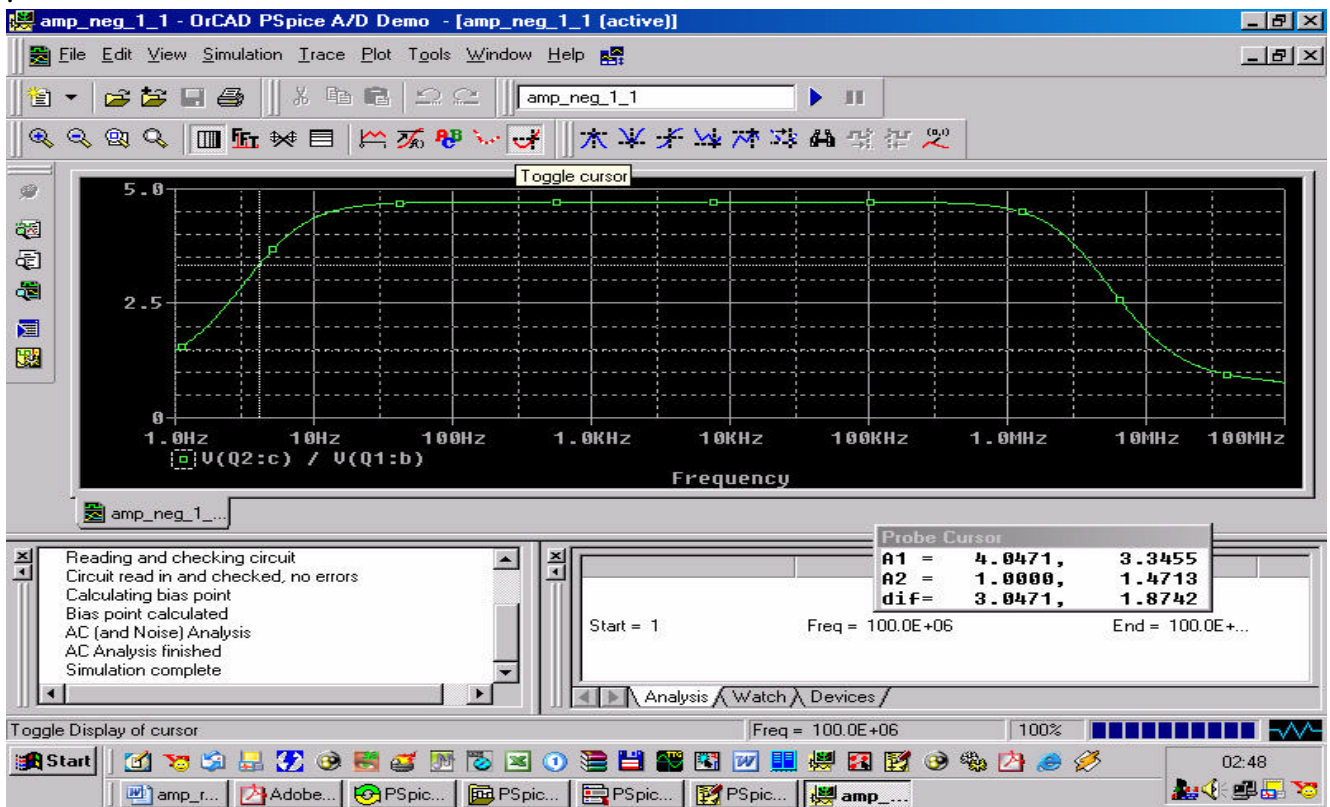 amp_neg_1_1 - OrCAD PSpice A/D Demo - [amp_neg_1_1 (active)]
File Edit View Simulation Trace Plot Tools Window Help
amp_neg_1_1
Toggle cursor
5.0
2.5
0
1.0Hz 10Hz 100Hz 1.0KHz 10KHz 100KHz 1.0MHz 10MHz 100MHz
V(Q2:c) / V(Q1:b)
Frequency
amp_neg_1_...
Reading and checking circuit
Circuit read in and checked, no errors
Calculating bias point
Bias point calculated
AC (and Noise) Analysis
AC Analysis finished
Simulation complete
Probe Cursor
A1 = 4.0471, 3.3455
A2 = 1.0000, 1.4713
dif= 3.0471, 1.8742
Start = 1 Freq = 100.0E+06 End = 100.0E+...
Analysis Watch Devices
Toggle Display of cursor Freq = 100.0E+06 100%
Start 02:48
amp_r... Adobe... PSpic... PSpic... PSpic... PSpic... amp_...